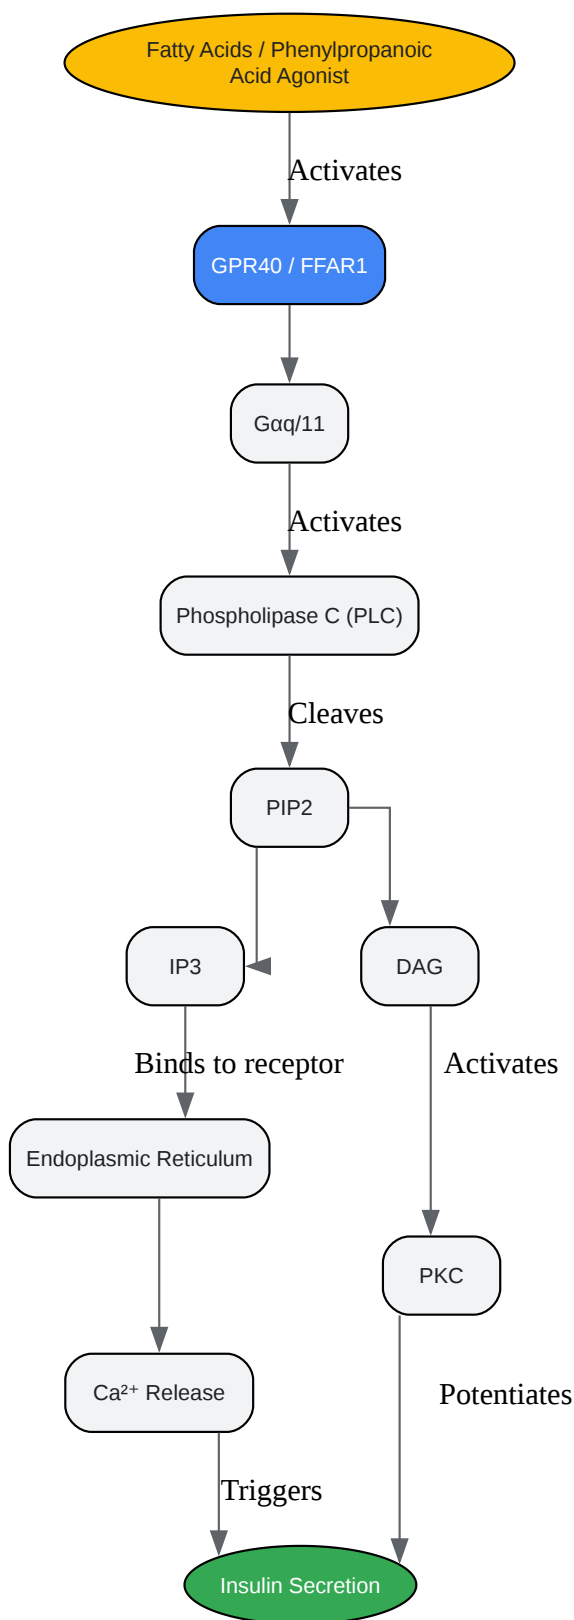 Fatty Acids / Phenylpropanoic
Acid Agonist
Activates
GPR40 / FFAR1
Gαq/11
Activates
Phospholipase C (PLC)
Cleaves
PIP2
IP3
DAG
Binds to receptor
Activates
Endoplasmic Reticulum
PKC
Ca²⁺ Release
Potentiates
Triggers
Insulin Secretion